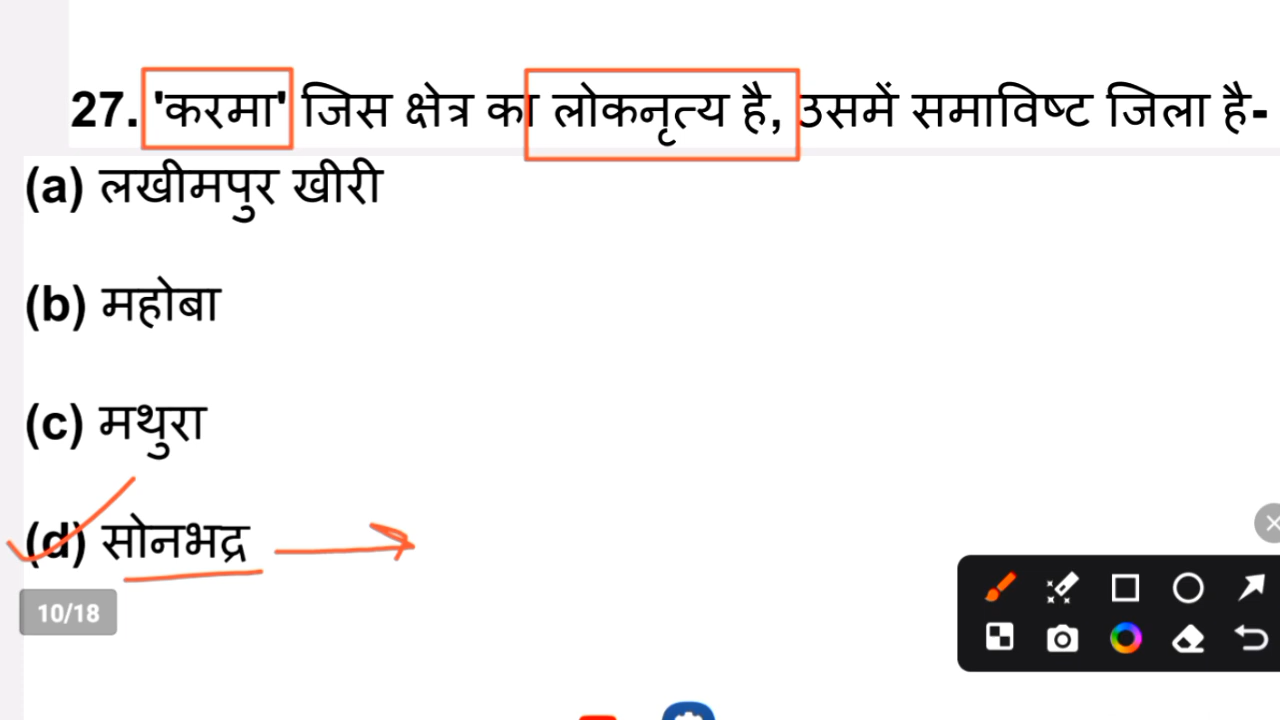 27. 'करमा' जिस क्षेत्र का लोकनृत्य है, उसमें समाविष्ट जिला है-
(a) लखीमपुर खीरी
(b) महोबा
(c) मथुरा
(d) सोनभद्र
10/18